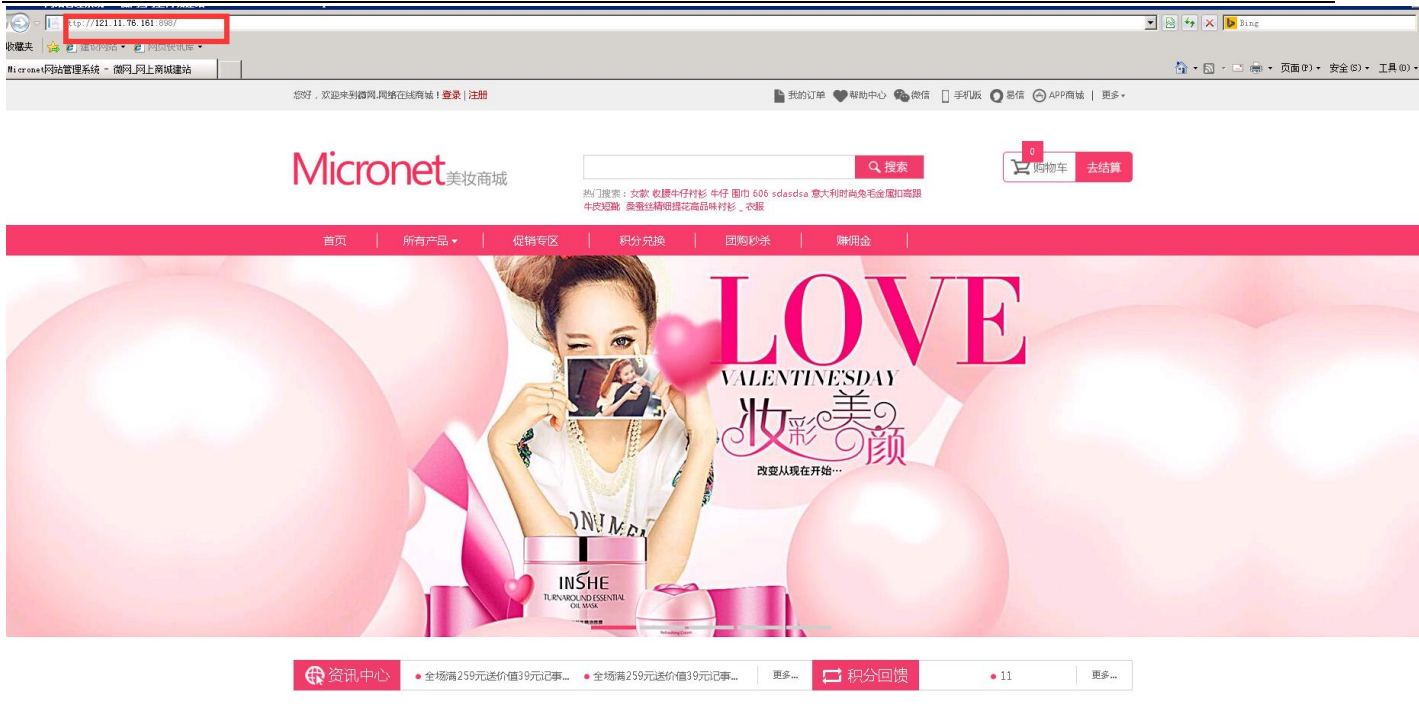 ttp://121.11.76.161:898/
Bing
收藏夹 建议网站 网页快讯库
Micronet网站管理系统 - 微网_网上商城建站
页面(P) 安全(S) 工具(O)
您好，欢迎来到微网.网络在线商城！登录 | 注册
我的订单 帮助中心 微信 手机版 易信 APP商城 | 更多
Micronet美妆商城
搜索
0
购物车 去结算
热门搜索：女款 收腰牛仔衬衫 牛仔 围巾 606 sdasdsa 意大利时尚兔毛金属扣高跟
牛皮短靴 桑蚕丝精细提花高品味衬衫 _ 衣服
首页 所有产品 促销专区 积分兑换 团购秒杀 赚佣金
LOVE
VALENTINE'SDAY
妆彩美颜
改变从现在开始…
INSHE
TURNAROUND ESSENTIAL
OIL MASK
资讯中心 全场满259元送价值39元记事... 全场满259元送价值39元记事... 更多... 积分回馈 11 更多...